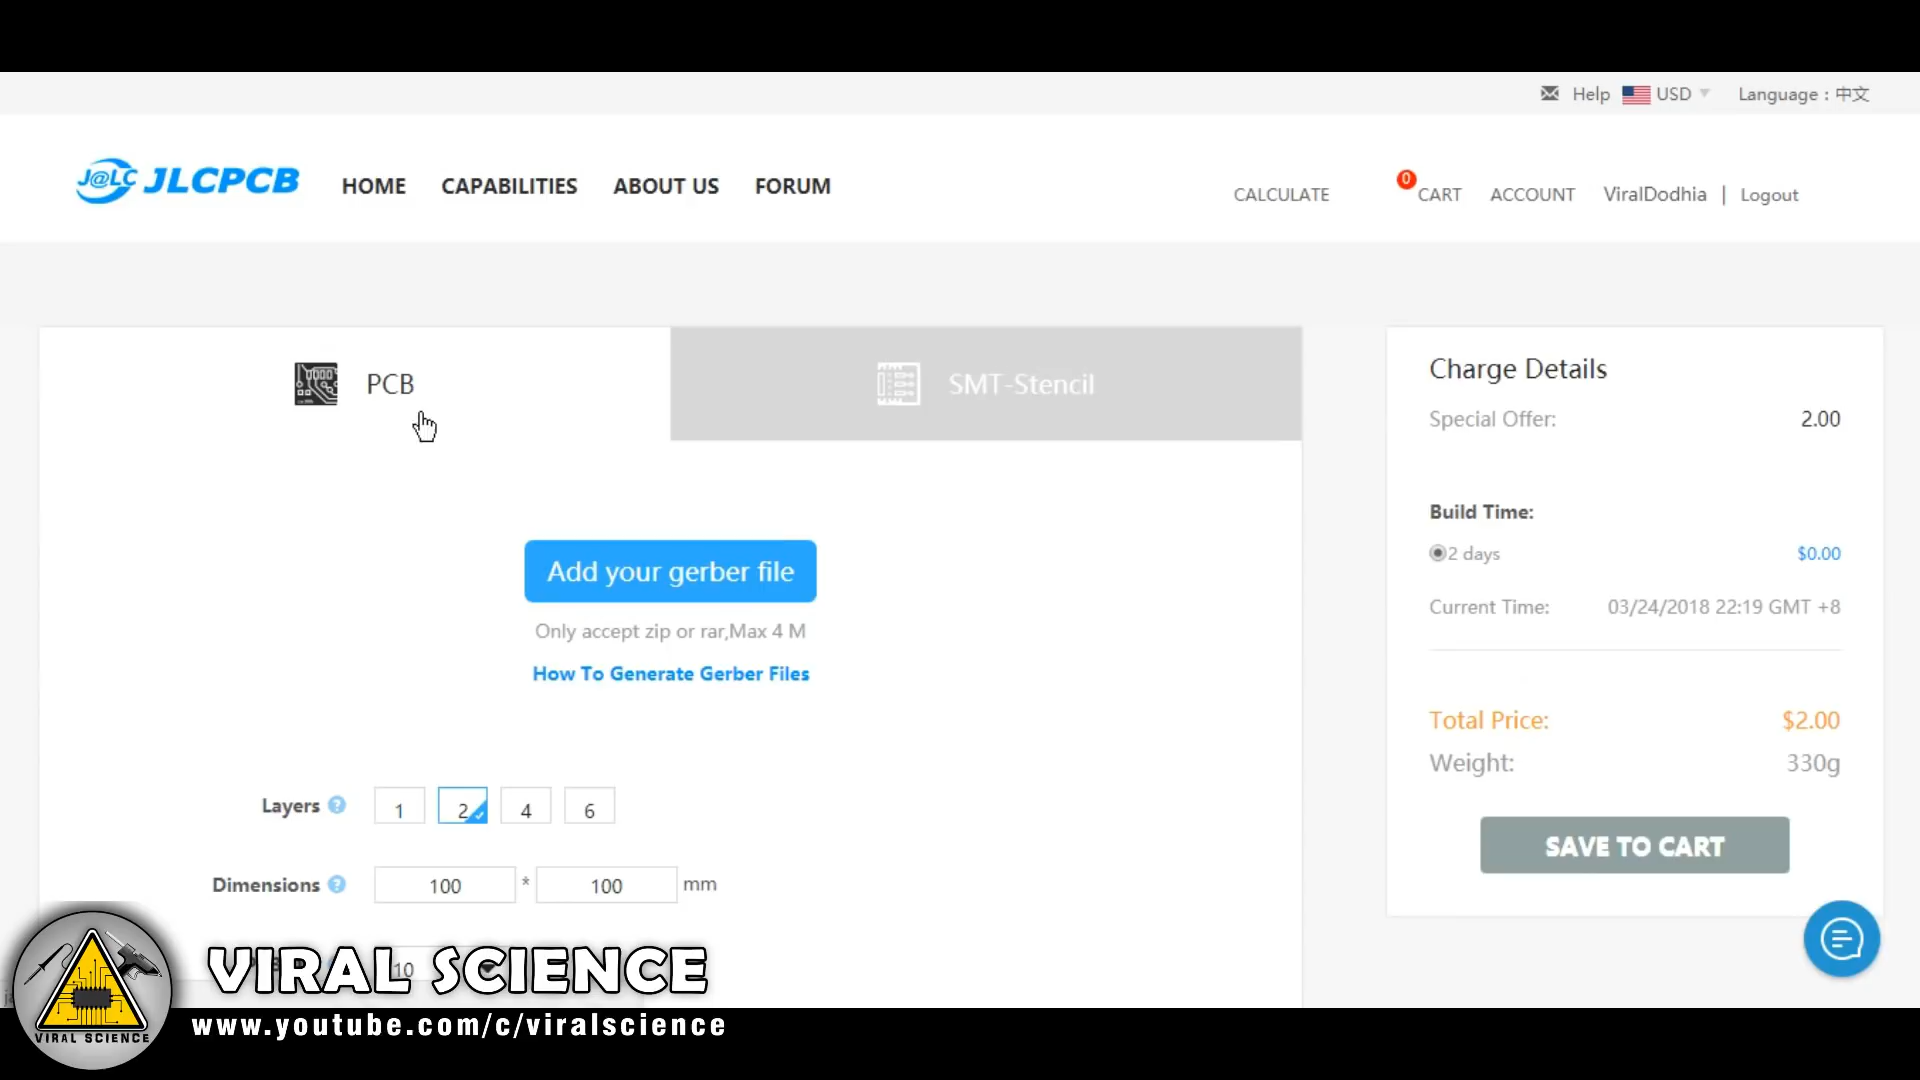 Help USD Language : 中文
J@LC JLCPCB HOME CAPABILITIES ABOUT US FORUM
CALCULATE 0 CART ACCOUNT ViralDodhia | Logout
PCB
SMT-Stencil
Add your gerber file
Only accept zip or rar,Max 4 M
How To Generate Gerber Files
Layers ? 1 2 4 6
Dimensions ? 100 * 100 mm
10
Charge Details
Special Offer: 2.00
Build Time:
2 days $0.00
Current Time: 03/24/2018 22:19 GMT +8
Total Price: $2.00
Weight: 330g
SAVE TO CART
VIRAL SCIENCE
www.youtube.com/c/viralscience
VIRAL SCIENCE